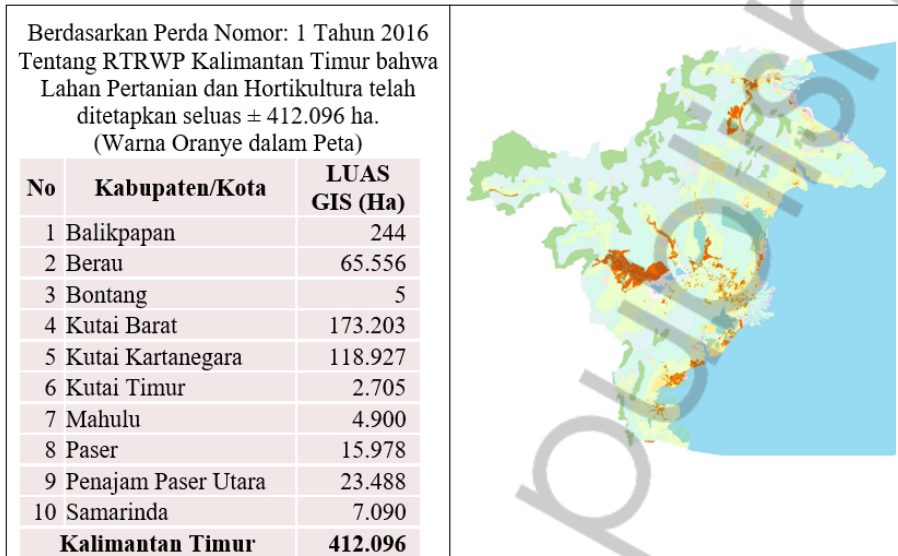 Berdasarkan Perda Nomor: 1 Tahun 2016
Tentang RTRWP Kalimantan Timur bahwa
Lahan Pertanian dan Hortikultura telah
ditetapkan seluas ± 412.096 ha.
(Warna Oranye dalam Peta)
No Kabupaten/Kota LUAS GIS (Ha)
1 Balikpapan 244
2 Berau 65.556
3 Bontang 5
4 Kutai Barat 173.203
5 Kutai Kartanegara 118.927
6 Kutai Timur 2.705
7 Mahulu 4.900
8 Paser 15.978
9 Penajam Paser Utara 23.488
10 Samarinda 7.090
Kalimantan Timur 412.096